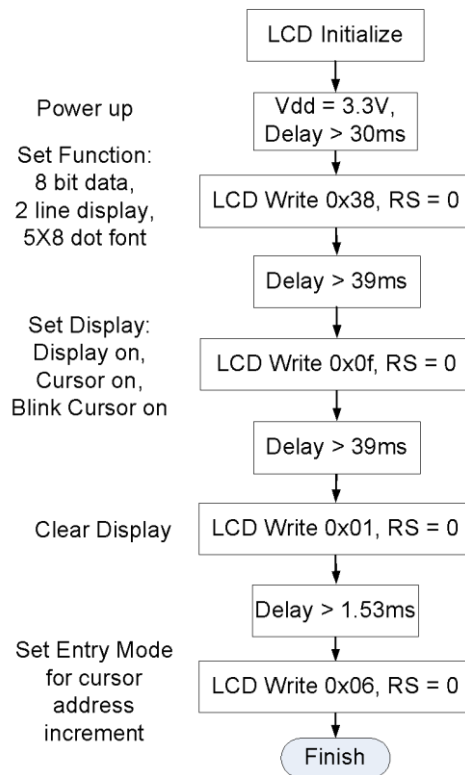 LCD Initialize
Power up
Vdd = 3.3V,
Delay > 30ms
Set Function:
8 bit data,
2 line display,
5X8 dot font
LCD Write 0x38, RS = 0
Delay > 39ms
Set Display:
Display on,
Cursor on,
Blink Cursor on
LCD Write 0x0f, RS = 0
Delay > 39ms
Clear Display
LCD Write 0x01, RS = 0
Delay > 1.53ms
Set Entry Mode
for cursor
address
increment
LCD Write 0x06, RS = 0
Finish